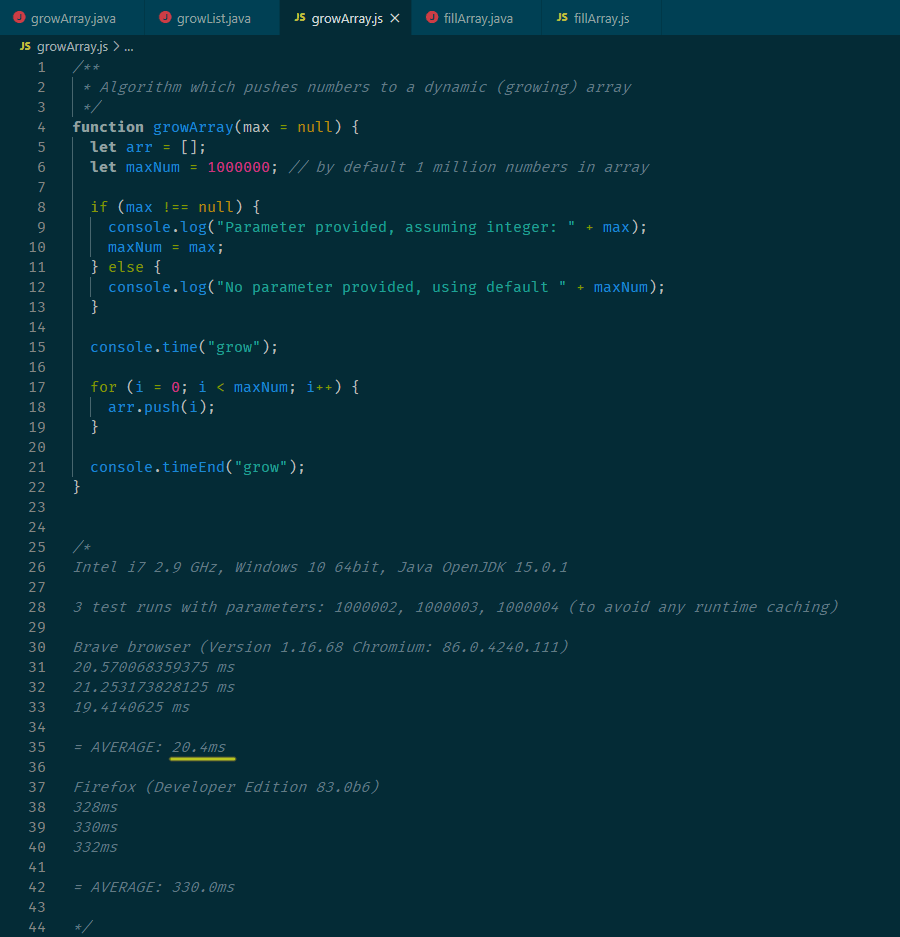 growArray.java growList.java JS growArray.js × fillArray.java JS fillArray.js
JS growArray.js > ...
1 /**
2 * Algorithm which pushes numbers to a dynamic (growing) array
3 */
4 function growArray(max = null) {
5 let arr = [];
6 let maxNum = 1000000; // by default 1 million numbers in array
7
8 if (max !== null) {
9 console.log("Parameter provided, assuming integer: " + max);
10 maxNum = max;
11 } else {
12 console.log("No parameter provided, using default " + maxNum);
13 }
14
15 console.time("grow");
16
17 for (i = 0; i < maxNum; i++) {
18 arr.push(i);
19 }
20
21 console.timeEnd("grow");
22 }
23
24
25 /*
26 Intel i7 2.9 GHz, Windows 10 64bit, Java OpenJDK 15.0.1
27
28 3 test runs with parameters: 1000002, 1000003, 1000004 (to avoid any runtime caching)
29
30 Brave browser (Version 1.16.68 Chromium: 86.0.4240.111)
31 20.570068359375 ms
32 21.253173828125 ms
33 19.4140625 ms
34
35 = AVERAGE: 20.4ms
36
37 Firefox (Developer Edition 83.0b6)
38 328ms
39 330ms
40 332ms
41
42 = AVERAGE: 330.0ms
43
44 */